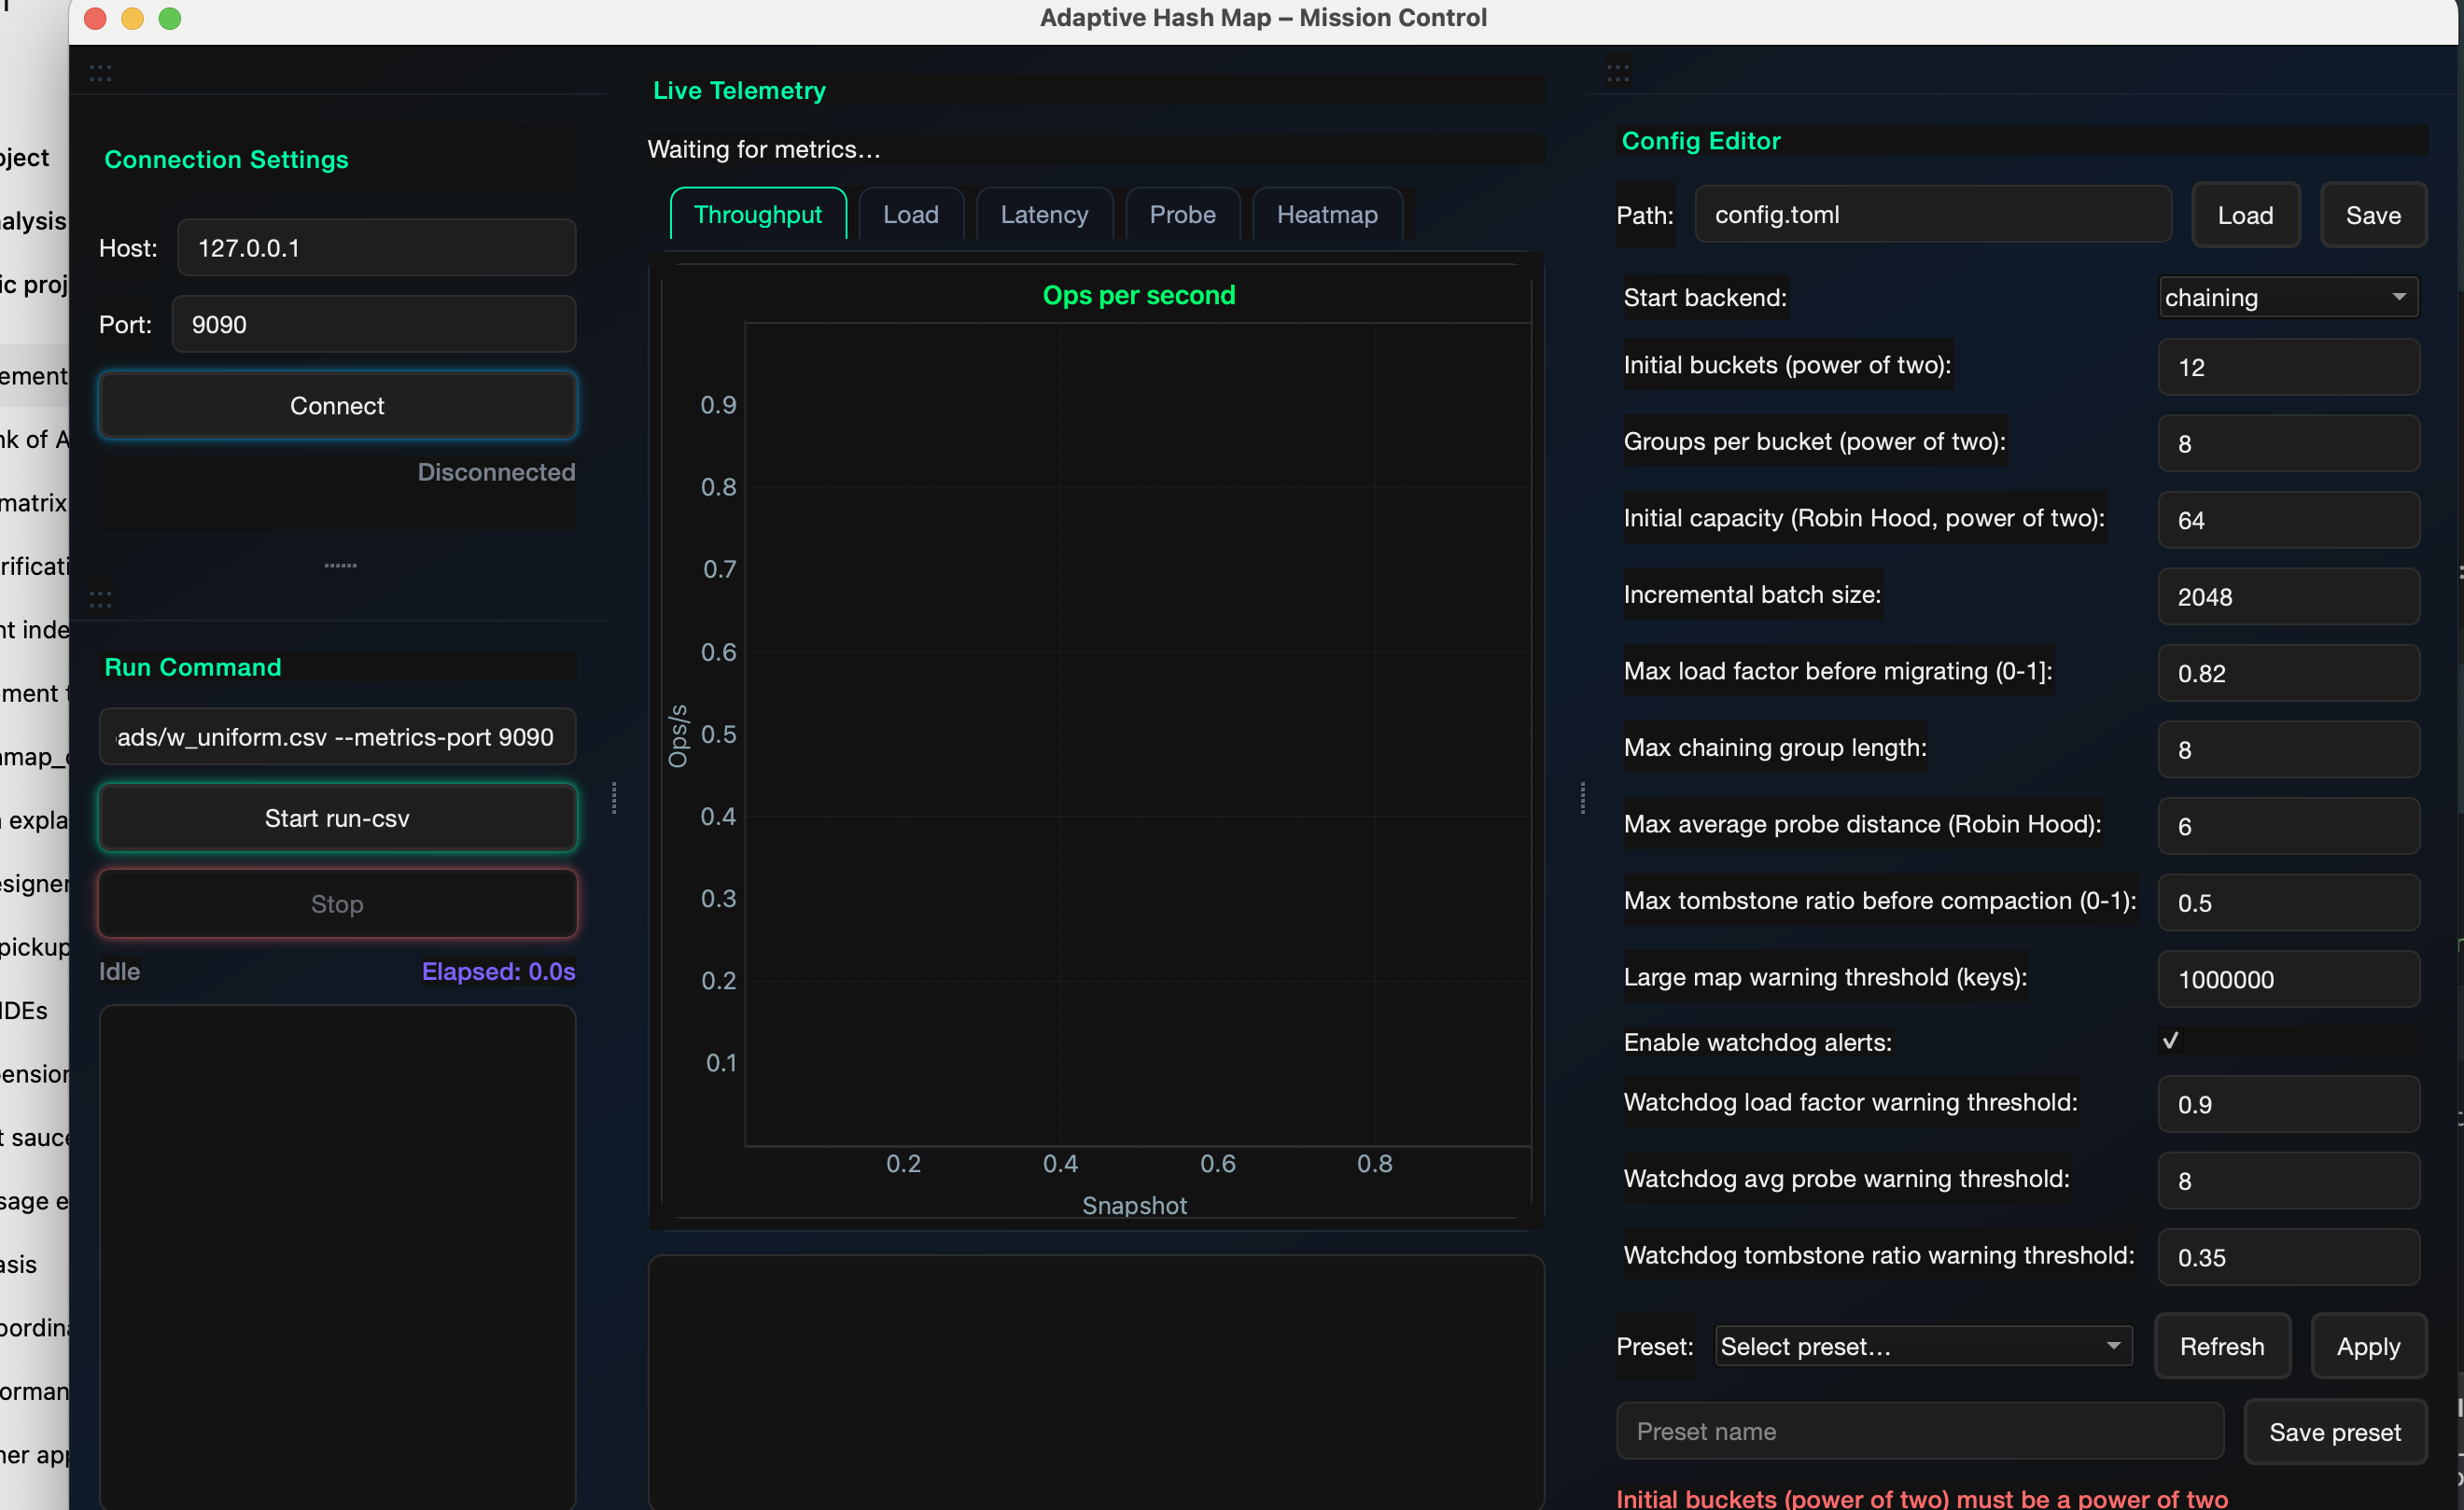 Adaptive Hash Map – Mission Control
Connection Settings
Host: 127.0.0.1
Port: 9090
Connect
Disconnected
Run Command
ads/w_uniform.csv --metrics-port 9090
Start run-csv
Stop
Idle Elapsed: 0.0s
Live Telemetry
Waiting for metrics…
Throughput Load Latency Probe Heatmap
Ops per second
0.9
0.8
0.7
0.6
0.5
0.4
0.3
0.2
0.1
Ops/s
0.2 0.4 0.6 0.8
Snapshot
Config Editor
Path: config.toml Load Save
Start backend: chaining
Initial buckets (power of two): 12
Groups per bucket (power of two): 8
Initial capacity (Robin Hood, power of two): 64
Incremental batch size: 2048
Max load factor before migrating (0-1]: 0.82
Max chaining group length: 8
Max average probe distance (Robin Hood): 6
Max tombstone ratio before compaction (0-1): 0.5
Large map warning threshold (keys): 1000000
Enable watchdog alerts: ✓
Watchdog load factor warning threshold: 0.9
Watchdog avg probe warning threshold: 8
Watchdog tombstone ratio warning threshold: 0.35
Preset: Select preset… Refresh Apply
Preset name Save preset
Initial buckets (power of two) must be a power of two
alysis
ic proj
ement
nk of A
matrix
rificati
nt inde
ment t
map_
expla
signer
pickup
IDEs
ension
t sauce
sage e
asis
ordina
orman
ner app